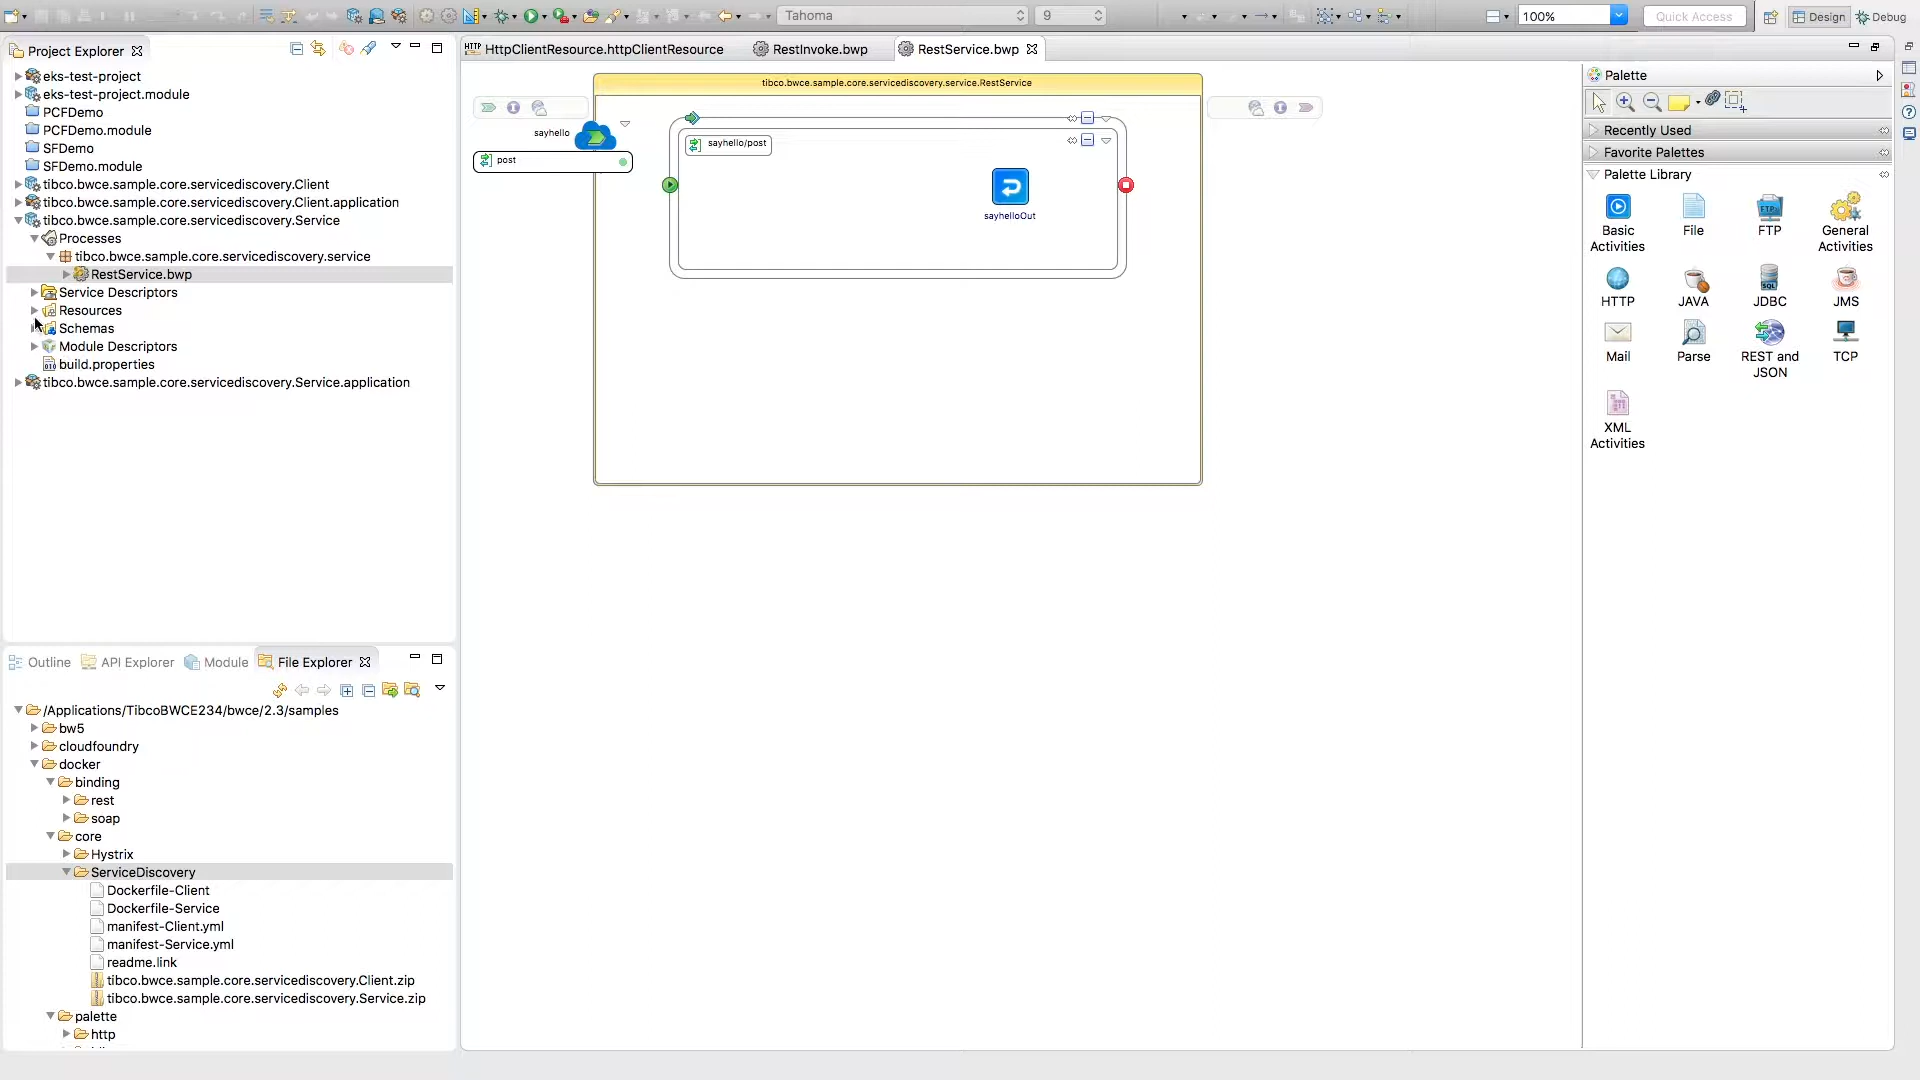 Tahoma
9
100%
Quick Access
Design
Debug
Project Explorer
eks-test-project
eks-test-project.module
PCFDemo
PCFDemo.module
SFDemo
SFDemo.module
tibco.bwce.sample.core.servicediscovery.Client
tibco.bwce.sample.core.servicediscovery.Client.application
tibco.bwce.sample.core.servicediscovery.Service
Processes
tibco.bwce.sample.core.servicediscovery.service
RestService.bwp
Service Descriptors
Resources
Schemas
Module Descriptors
build.properties
tibco.bwce.sample.core.servicediscovery.Service.application
Outline
API Explorer
Module
File Explorer
/Applications/TibcoBWCE234/bwce/2.3/samples
bw5
cloudfoundry
docker
binding
rest
soap
core
Hystrix
ServiceDiscovery
Dockerfile-Client
Dockerfile-Service
manifest-Client.yml
manifest-Service.yml
readme.link
tibco.bwce.sample.core.servicediscovery.Client.zip
tibco.bwce.sample.core.servicediscovery.Service.zip
palette
http
HTTP
HttpClientResource.httpClientResource
RestInvoke.bwp
RestService.bwp
tibco.bwce.sample.core.servicediscovery.service.RestService
sayhello
post
sayhello/post
sayhelloOut
Palette
Recently Used
Favorite Palettes
Palette Library
Basic
Activities
File
FTP
FTP
General
Activities
HTTP
JAVA
SQL
JDBC
JMS
Mail
Parse
REST and
JSON
TCP
XML
Activities